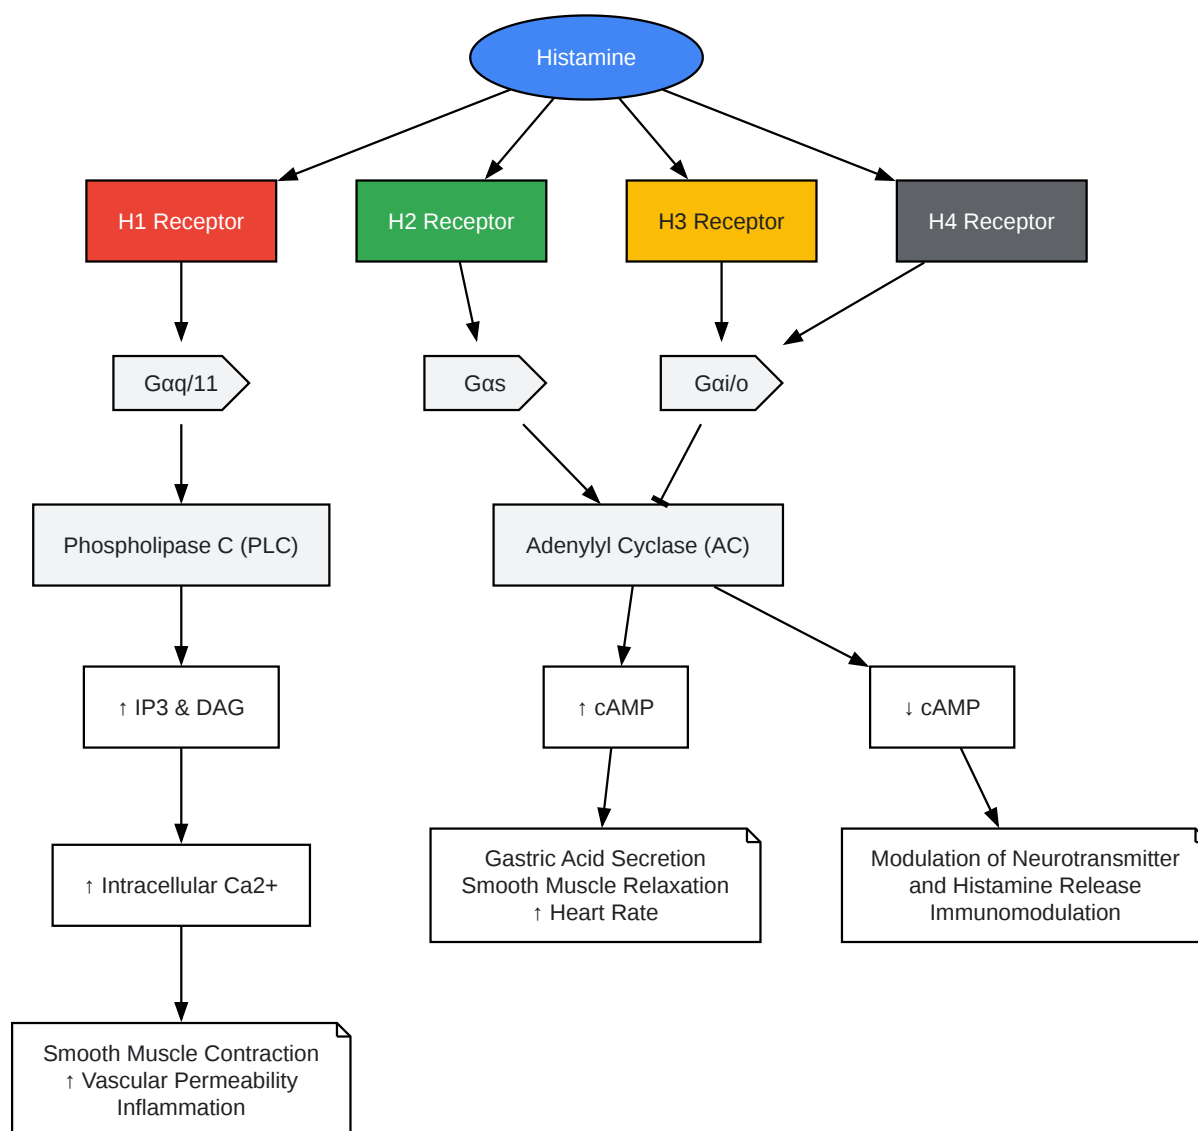 Histamine
H1 Receptor
H2 Receptor
H3 Receptor
H4 Receptor
Gαq/11
Gαs
Gαi/o
Phospholipase C (PLC)
Adenylyl Cyclase (AC)
↑ IP3 & DAG
↑ cAMP
↓ cAMP
↑ Intracellular Ca2+
Gastric Acid Secretion
Smooth Muscle Relaxation
↑ Heart Rate
Modulation of Neurotransmitter
and Histamine Release
Immunomodulation
Smooth Muscle Contraction
↑ Vascular Permeability
Inflammation